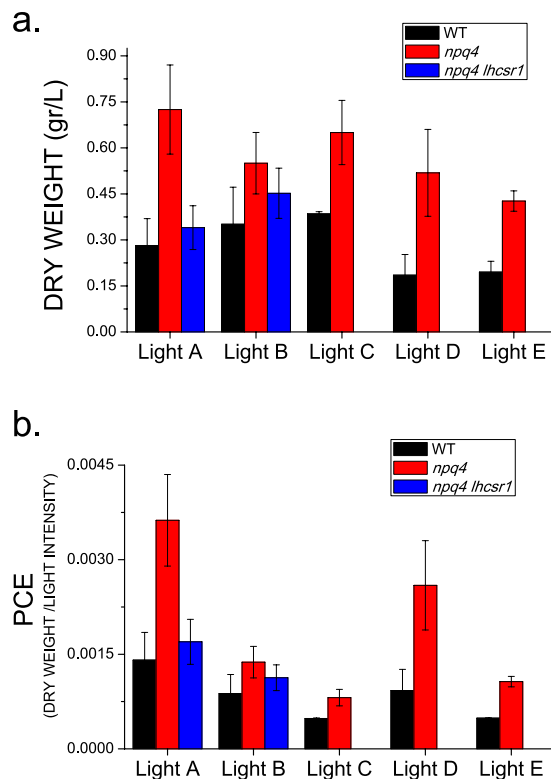 a.
WT
npq4
npq4 lhcsr1
DRY WEIGHT (gr/L)
0.90
0.75
0.60
0.45
0.30
0.15
0.00
Light A Light B Light C Light D Light E
b.
WT
npq4
npq4 lhcsr1
PCE
(DRY WEIGHT /LIGHT INTENSITY)
0.0045
0.0030
0.0015
0.0000
Light A Light B Light C Light D Light E